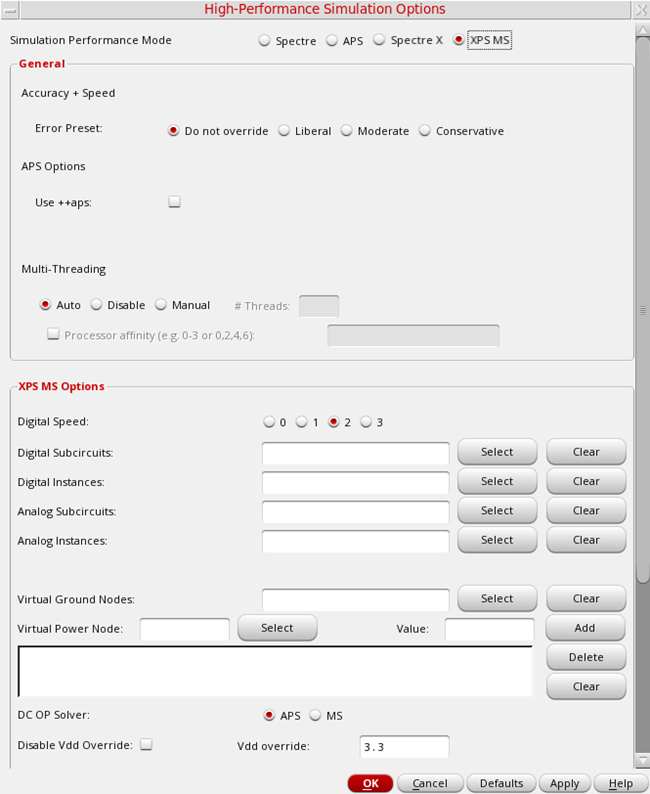 High-Performance Simulation Options
Simulation Performance Mode Spectre APS Spectre X XPS MS
General
Accuracy + Speed
Error Preset: Do not override Liberal Moderate Conservative
APS Options
Use ++aps:
Multi-Threading
Auto Disable Manual # Threads:
Processor affinity (e.g. 0-3 or 0,2,4,6):
XPS MS Options
Digital Speed: 0 1 2 3
Digital Subcircuits: Select Clear
Digital Instances: Select Clear
Analog Subcircuits: Select Clear
Analog Instances: Select Clear
Virtual Ground Nodes: Select Clear
Virtual Power Node: Select Value: Add
Delete
Clear
DC OP Solver: APS MS
Disable Vdd Override: Vdd override: 3.3
OK Cancel Defaults Apply Help